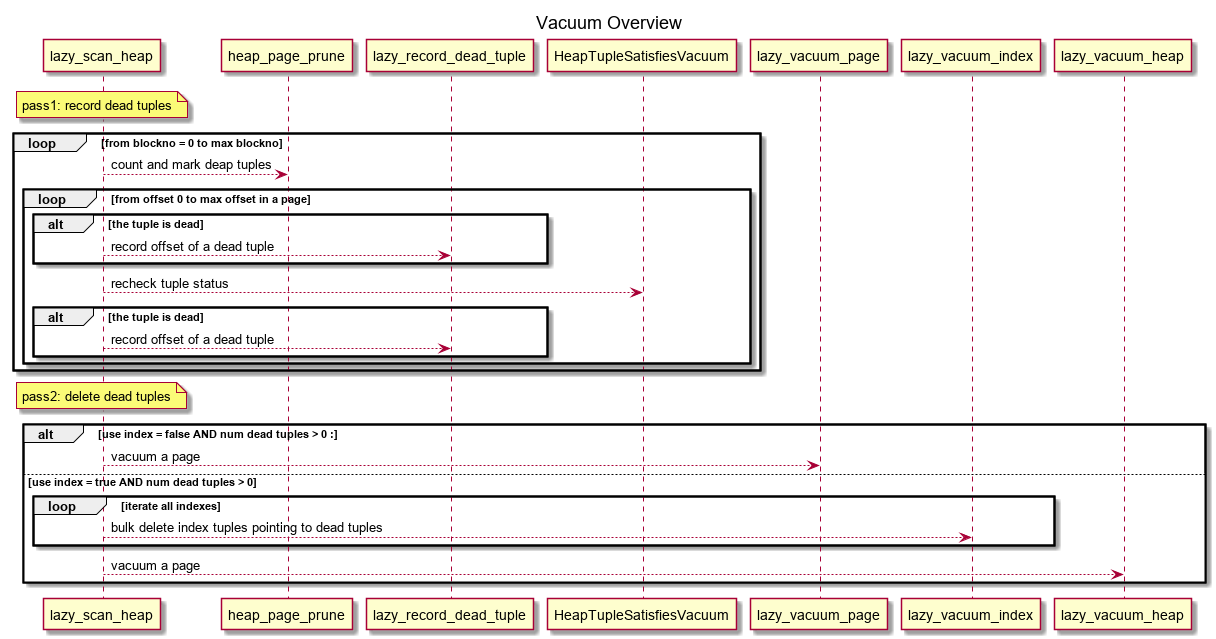 Vacuum Overview
lazy_scan_heap heap_page_prune lazy_record_dead_tuple HeapTupleSatisfiesVacuum lazy_vacuum_page lazy_vacuum_index lazy_vacuum_heap
pass1: record dead tuples
loop [from blockno = 0 to max blockno]
count and mark deap tuples
loop [from offset 0 to max offset in a page]
alt [the tuple is dead]
record offset of a dead tuple
recheck tuple status
alt [the tuple is dead]
record offset of a dead tuple
pass2: delete dead tuples
alt [use index = false AND num dead tuples > 0 :]
vacuum a page
[use index = true AND num dead tuples > 0]
loop [iterate all indexes]
bulk delete index tuples pointing to dead tuples
vacuum a page
lazy_scan_heap heap_page_prune lazy_record_dead_tuple HeapTupleSatisfiesVacuum lazy_vacuum_page lazy_vacuum_index lazy_vacuum_heap